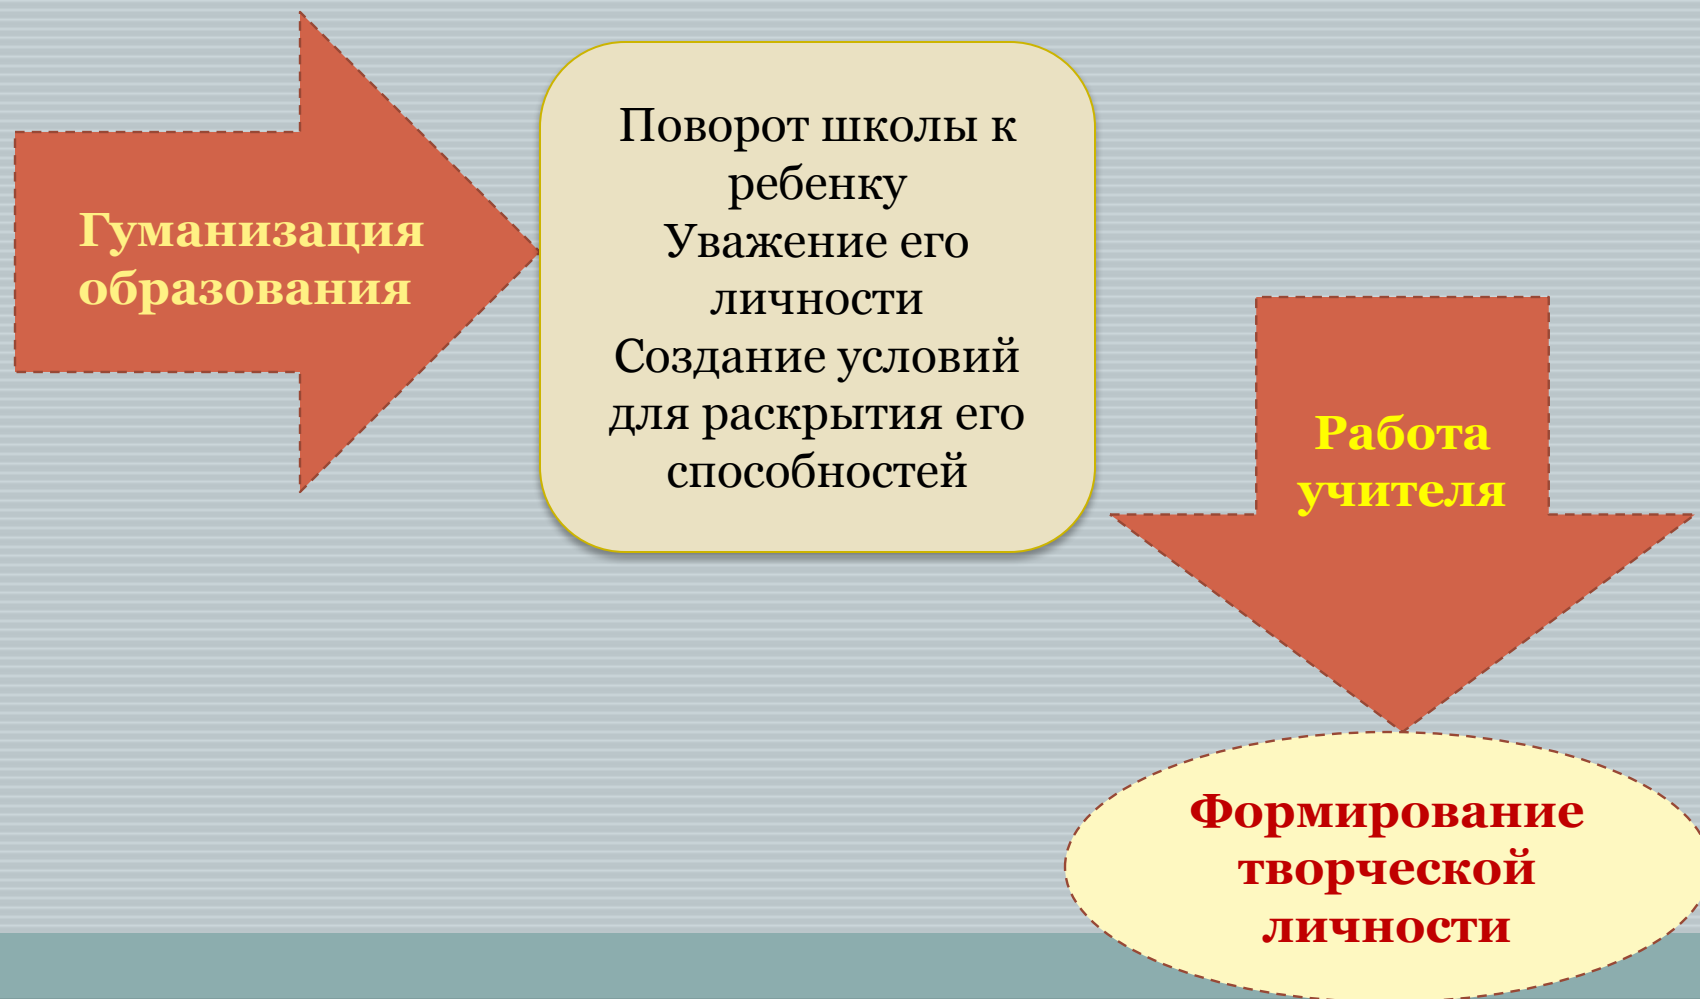 Гуманизация
образования
Поворот школы к
ребенку
Уважение его
личности
Создание условий
для раскрытия его
способностей
Работа
учителя
Формирование
творческой
личности